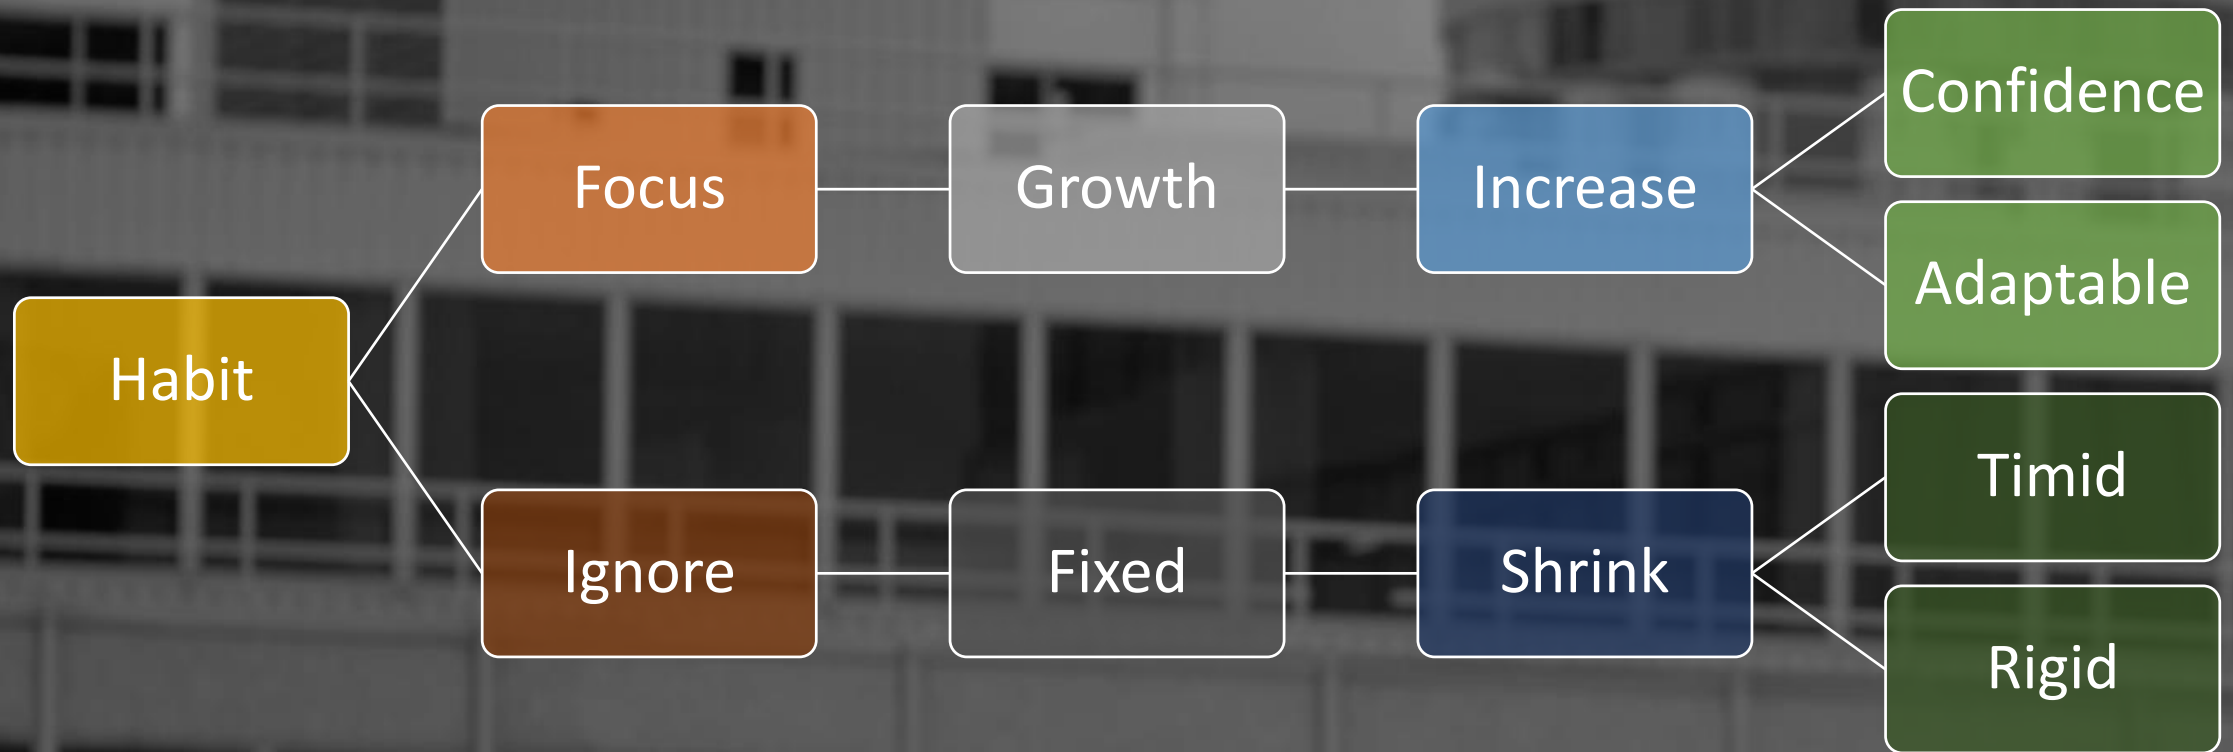 Confidence
Focus
Growth
Increase
Adaptable
Habit
Timid
Ignore
Fixed
Shrink
Rigid